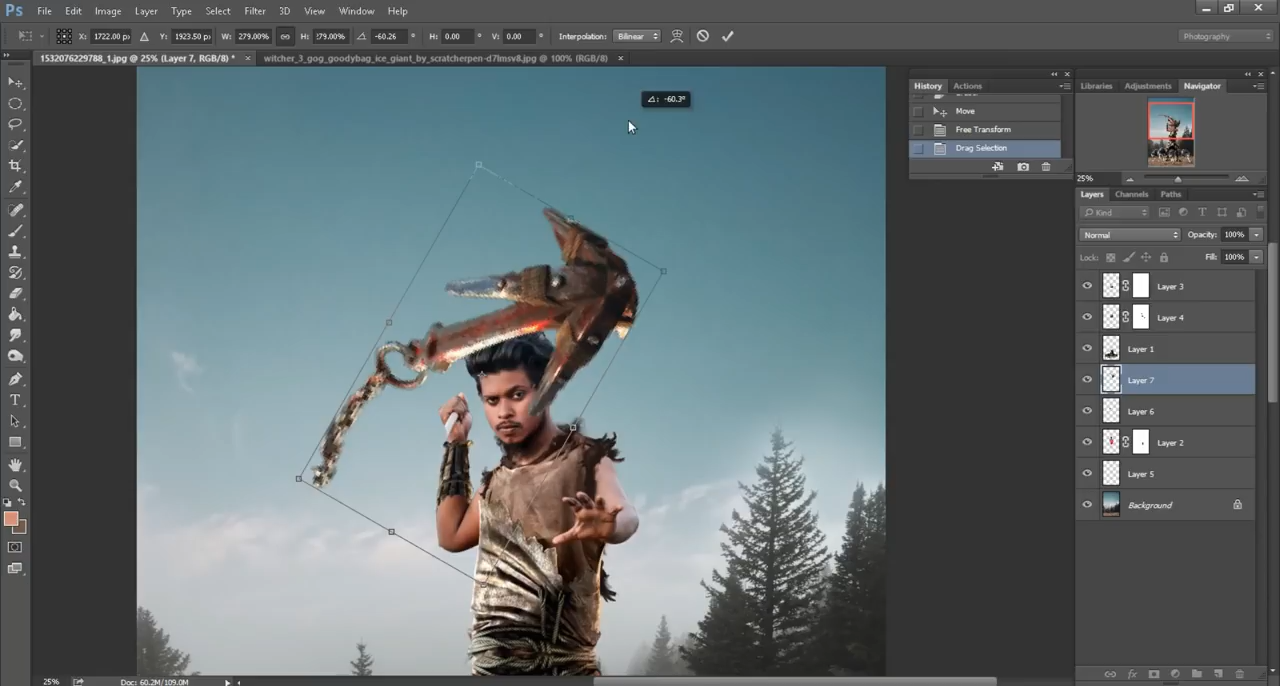 Ps File Edit Image Layer Type Select Filter 3D View Window Help
X: 1722.00 px Y: 1923.50 px W: 279.00% H: 279.00% -60.26 ° H: 0.00 ° V: 0.00 ° Interpolation: Bilinear Photography
1532076229788_1.jpg @ 25% (Layer 7, RGB/8) * × witcher_3_gog_goodybag_ice_giant_by_scratcherpen-d7lmsv8.jpg @ 100% (RGB/8) ×
History Actions
Move
Free Transform
Drag Selection
Libraries Adjustments Navigator
25%
Layers Channels Paths
Kind
Normal Opacity: 100%
Lock: Fill: 100%
Layer 3
Layer 4
Layer 1
Layer 7
Layer 6
Layer 2
Layer 5
Background
: -60.3°
25% Doc: 60.2M/109.0M